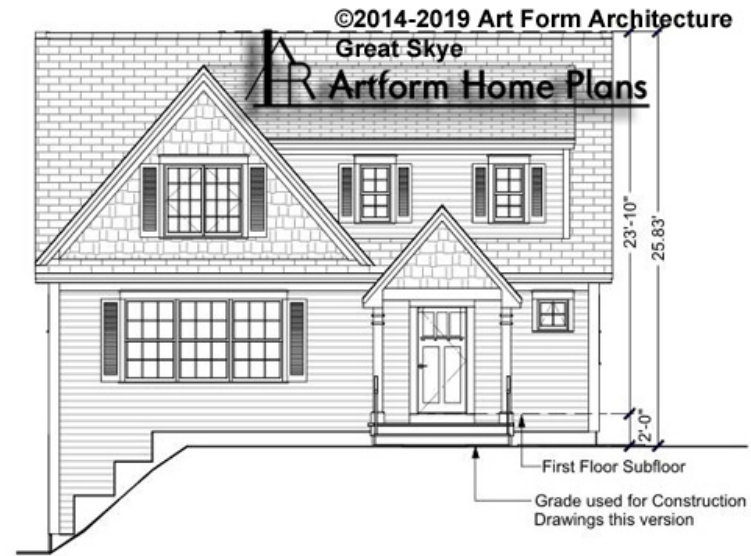 ©2014-2019 Art Form Architecture
Great Skye
AHR
Artform Home Plans
23'-10"
25.83'
2'-0"
First Floor Subfloor
Grade used for Construction
Drawings this version